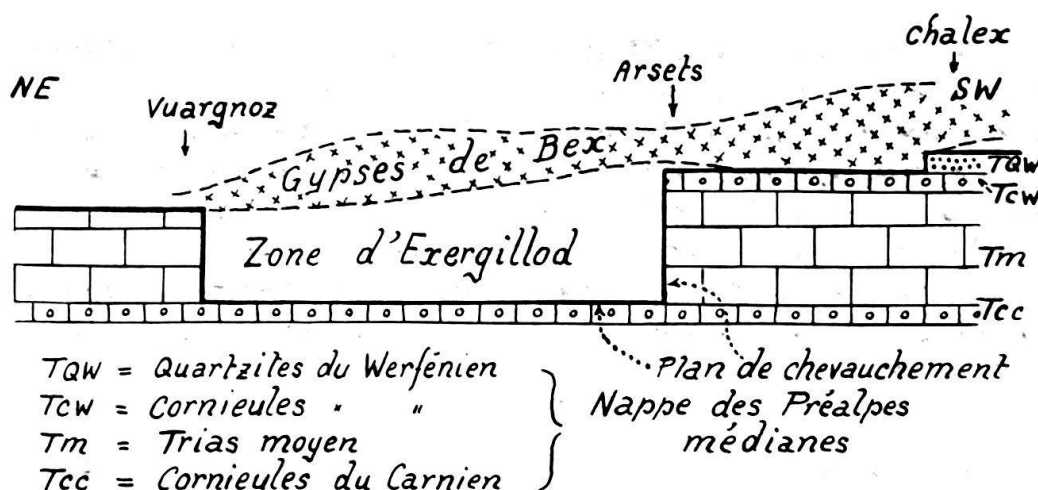 chalex
Arsets
NE
SW
Vuargnoz
Gypses de Bex
TQW
Tcw
Zone d'Exergillod
Tm
Tcc
TQW = Quartzites du Werfénien
Tcw = Cornieules " "
Tm = Trias moyen
Tcc = Cornieules du Carnien
Plan de chevauchement
Nappe des Préalpes
médianes